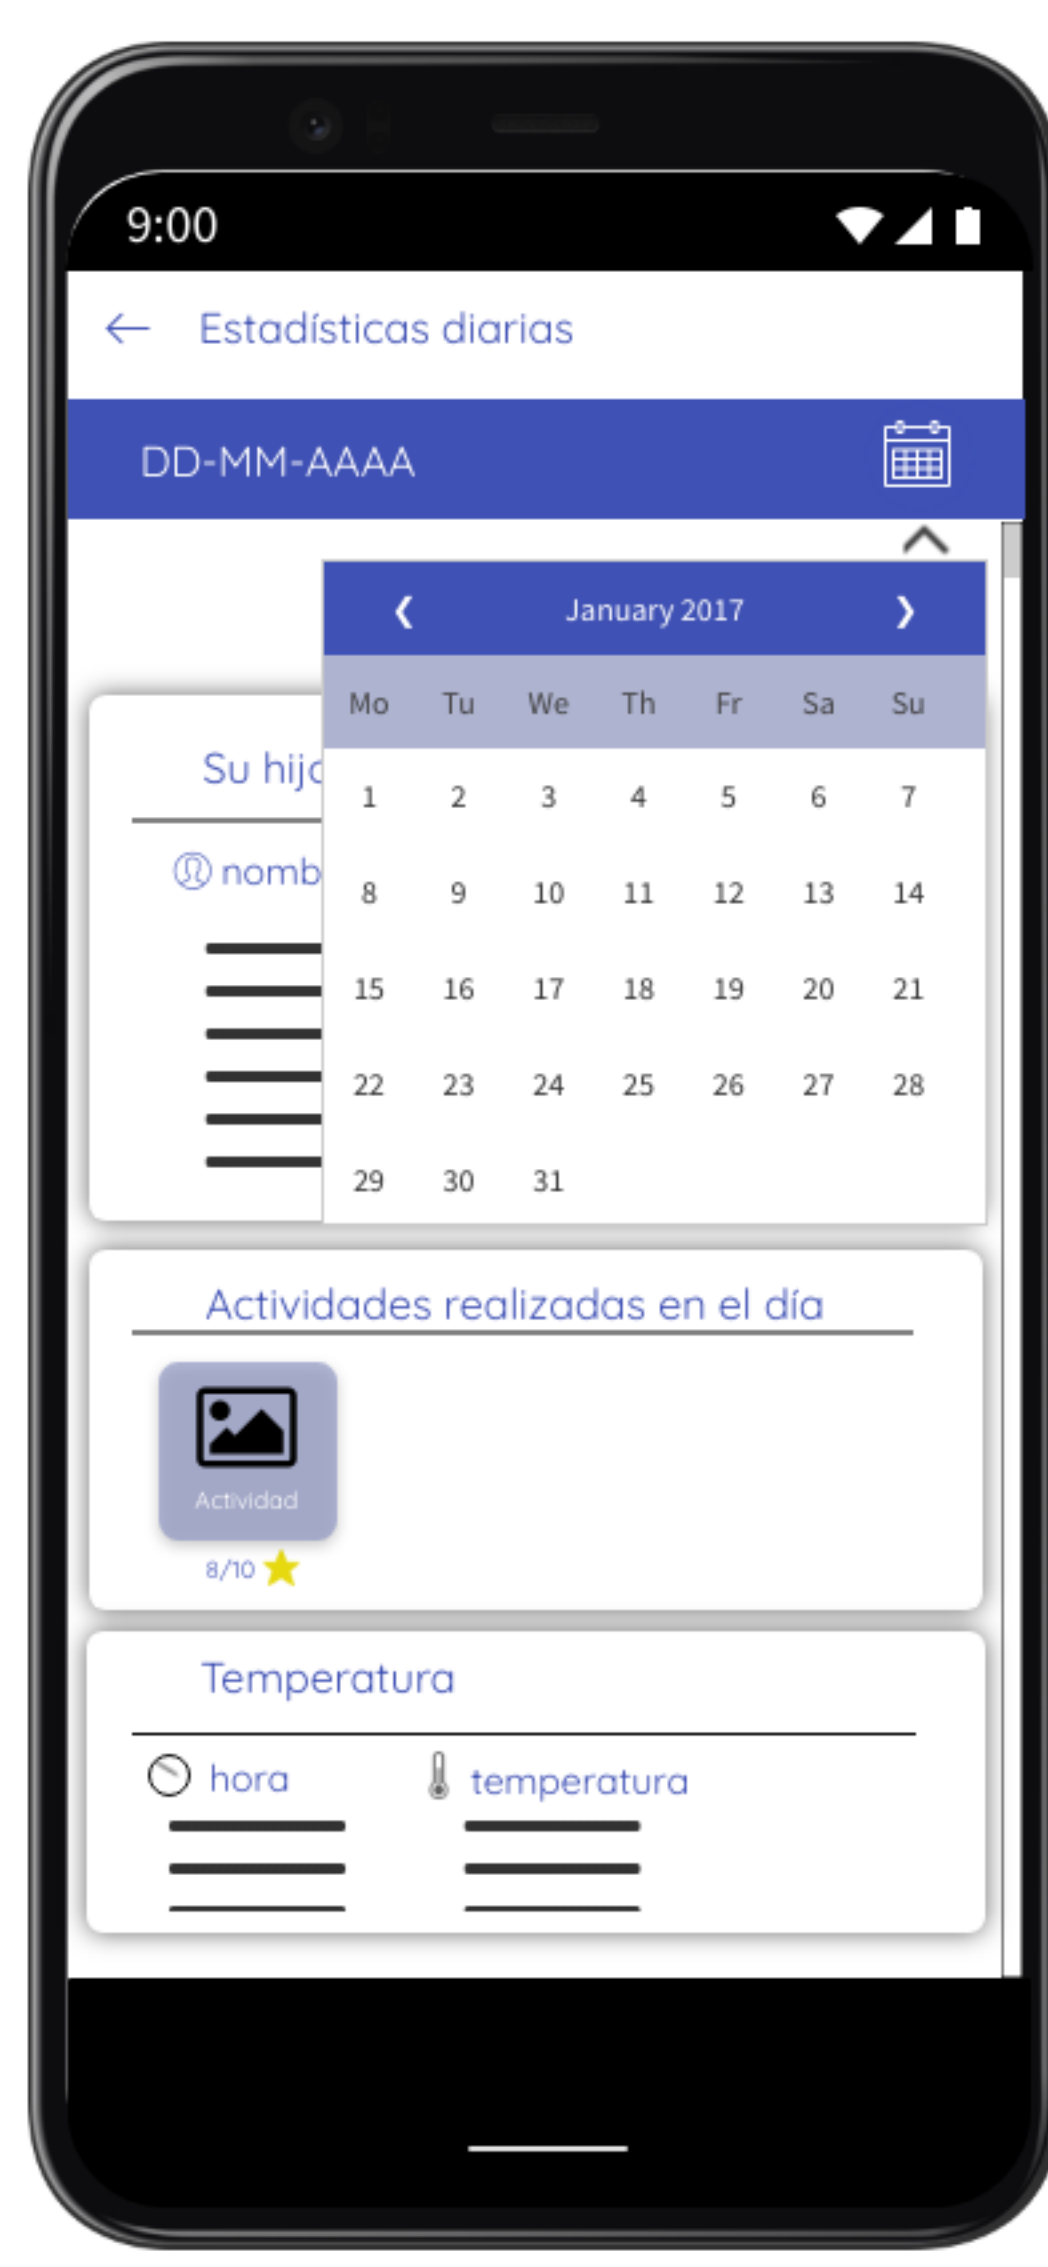 9:00
Estadísticas diarias
DD-MM-AAAA
January 2017
Mo Tu We Th Fr Sa Su
1 2 3 4 5 6 7
8 9 10 11 12 13 14
15 16 17 18 19 20 21
22 23 24 25 26 27 28
29 30 31
Su hijo
nomb
Actividades realizadas en el día
Actividad
8/10
Temperatura
hora temperatura